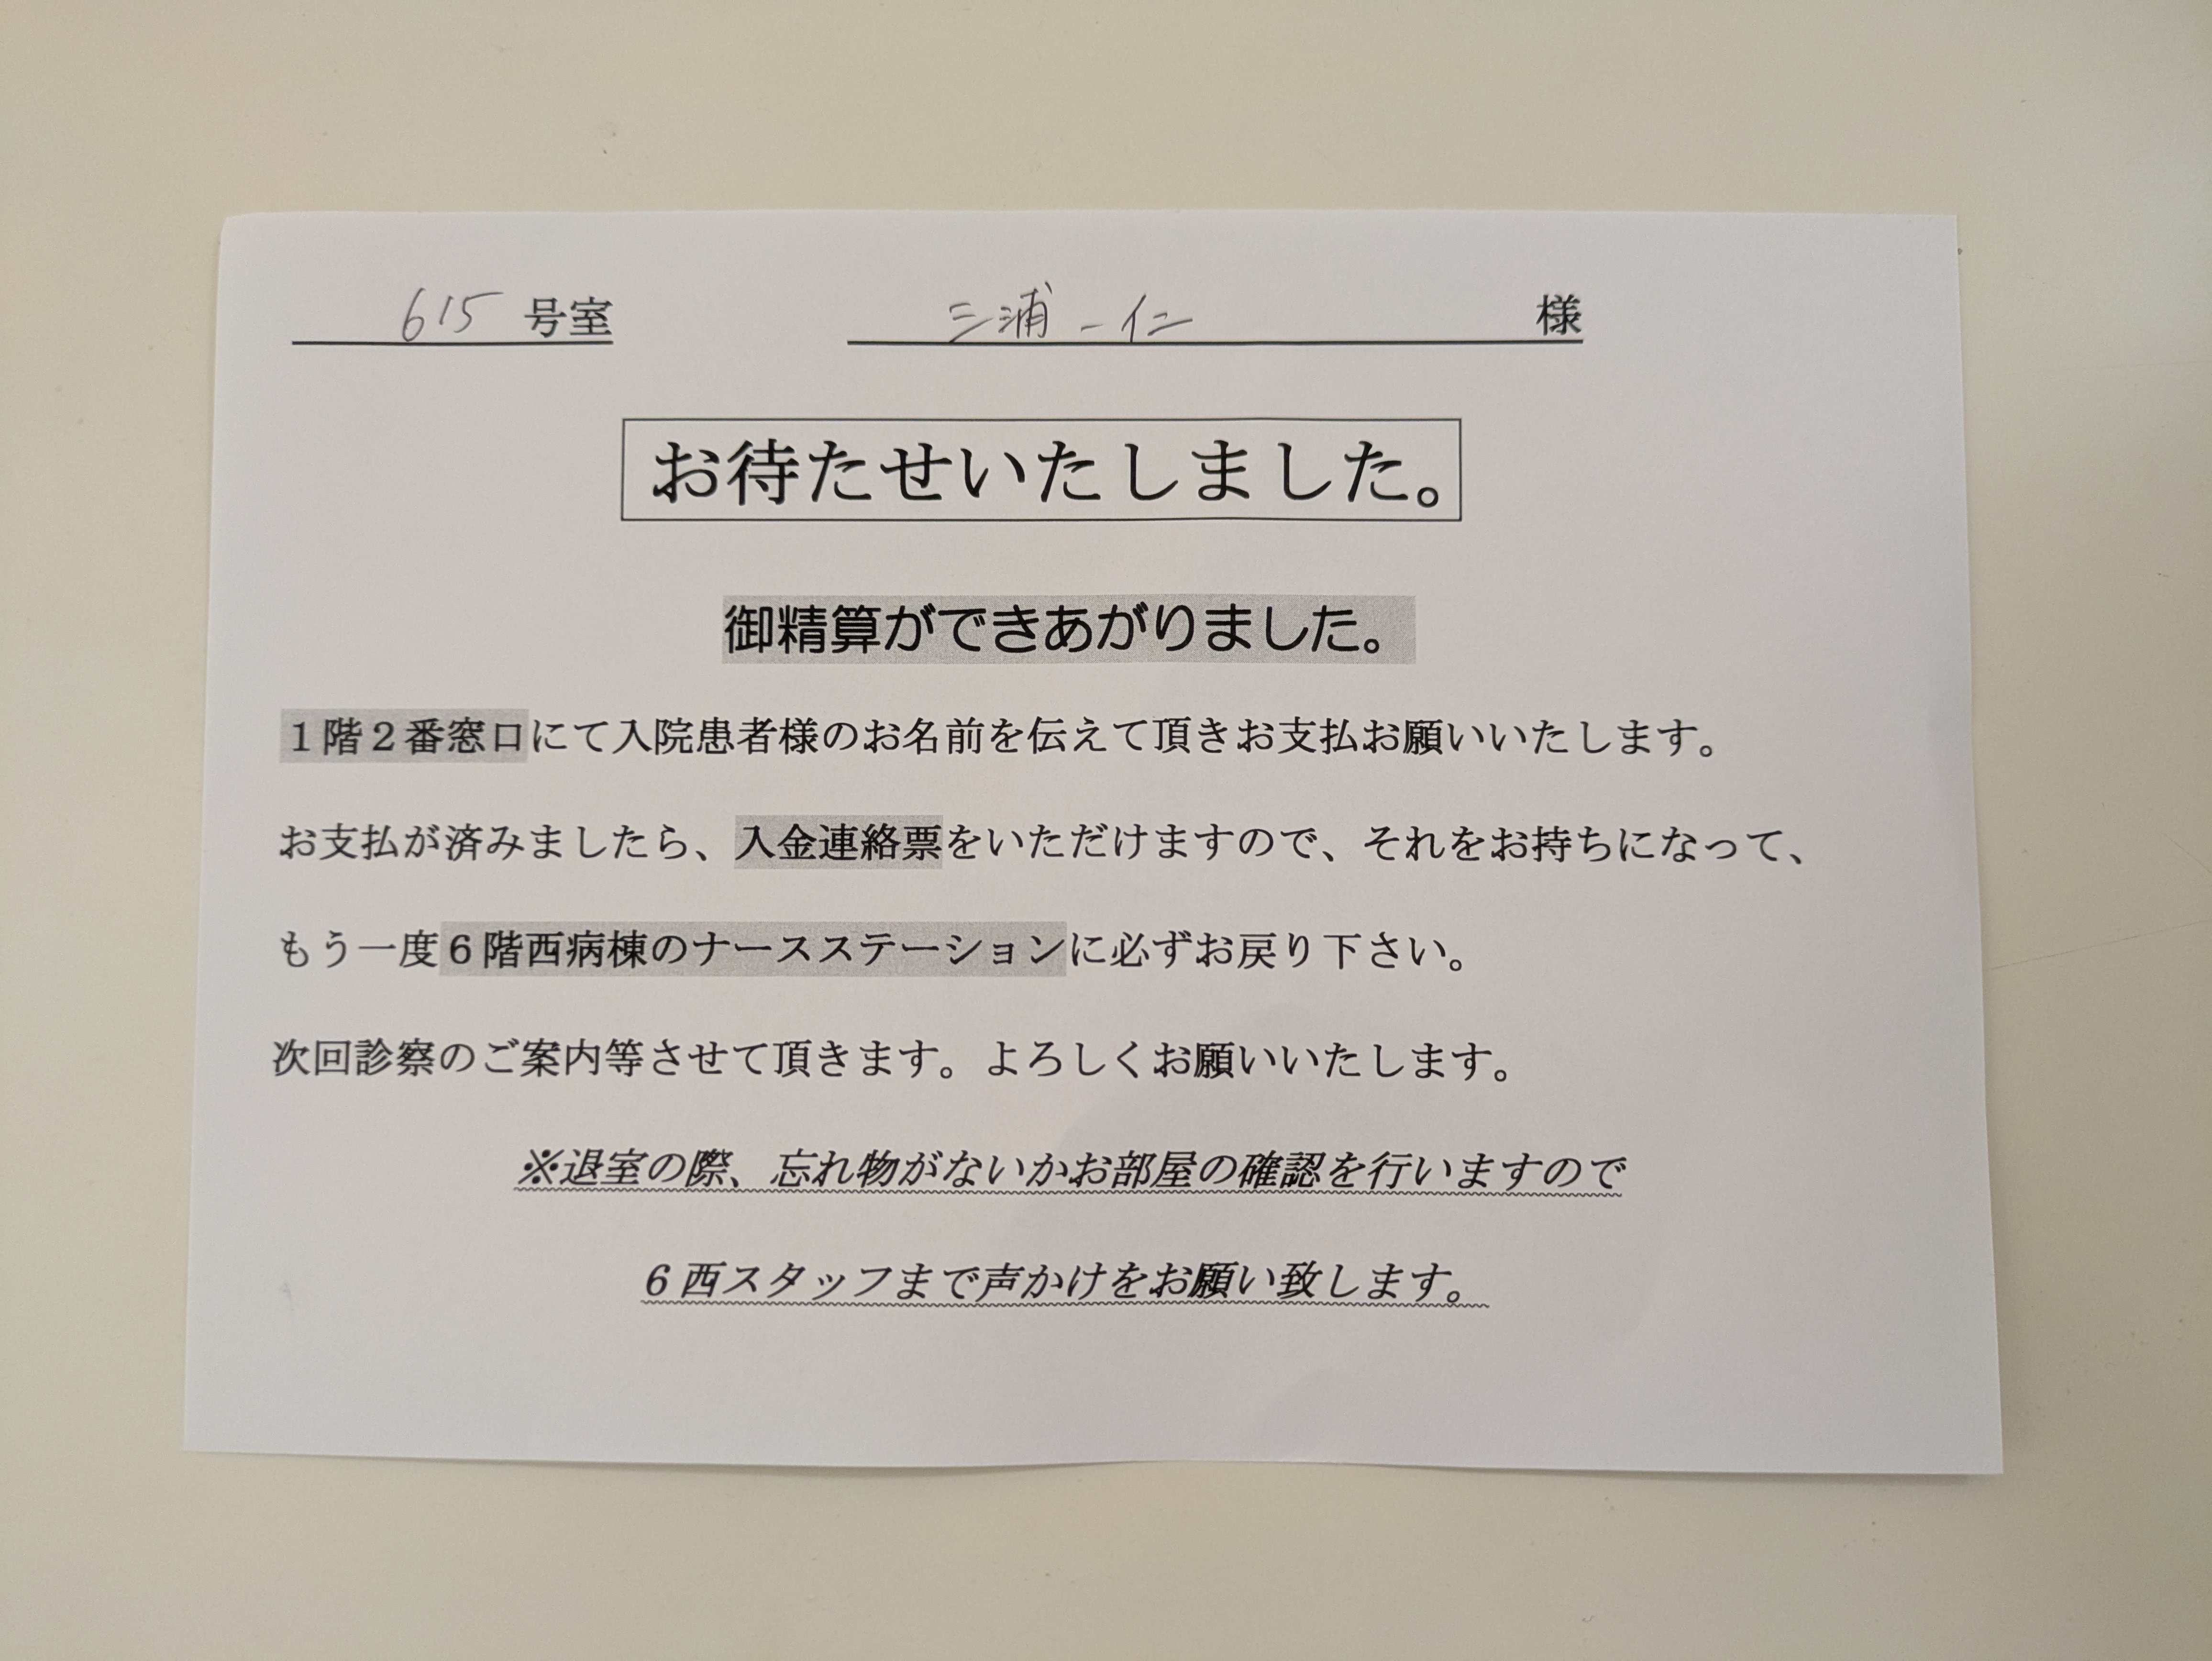 615 号室 三浦 一仁 様
お待たせいたしました。
御精算ができあがりました。
１階２番窓口にて入院患者様のお名前を伝えて頂きお支払お願いいたします。
お支払が済みましたら、入金連絡票をいただけますので、それをお持ちになって、
もう一度６階西病棟のナースステーションに必ずお戻り下さい。
次回診察のご案内等させて頂きます。よろしくお願いいたします。
※退室の際、忘れ物がないかお部屋の確認を行いますので
６西スタッフまで声かけをお願い致します。